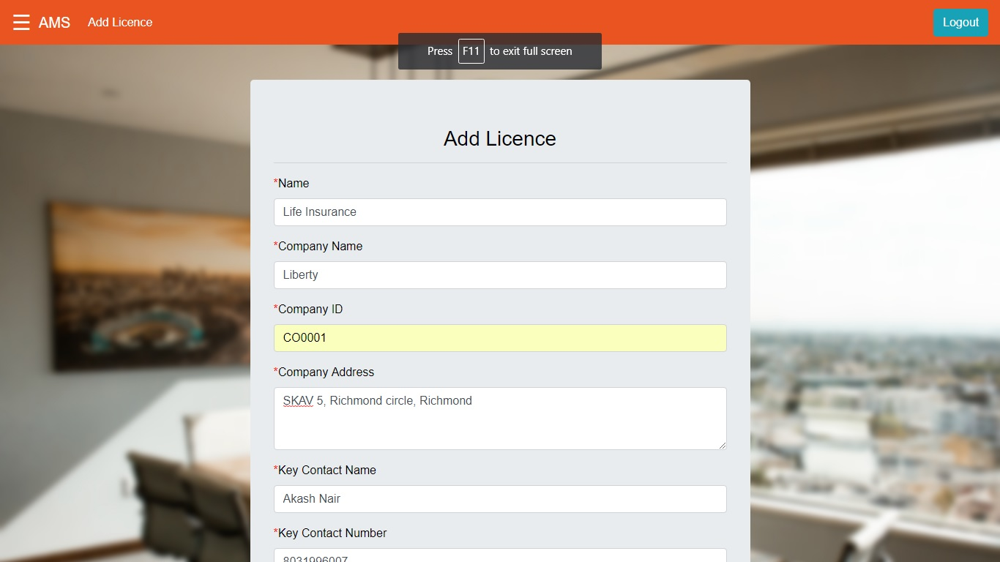 AMS Add Licence Logout
Press F11 to exit full screen
Add Licence
*Name
Life Insurance
*Company Name
Liberty
*Company ID
CO0001
*Company Address
SKAV 5, Richmond circle, Richmond
*Key Contact Name
Akash Nair
*Key Contact Number
8031996007